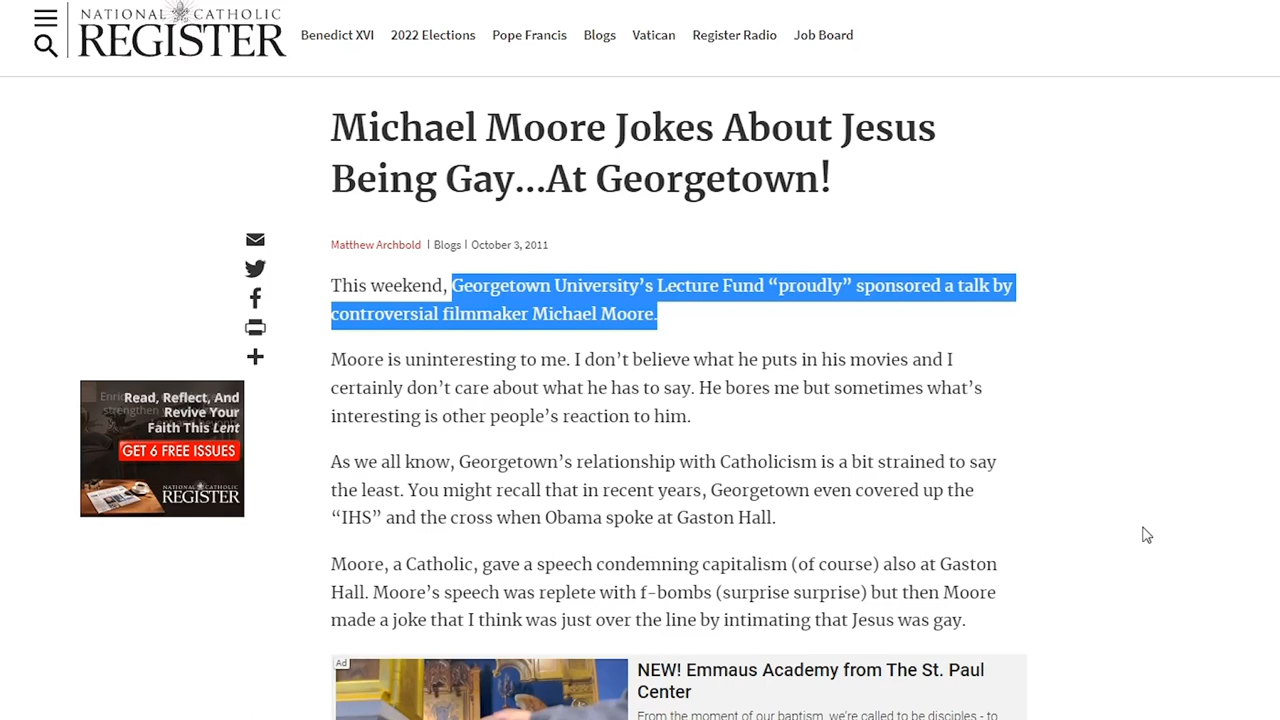 NATIONAL CATHOLIC
REGISTER
Benedict XVI 2022 Elections Pope Francis Blogs Vatican Register Radio Job Board
Michael Moore Jokes About Jesus
Being Gay...At Georgetown!
Matthew Archbold | Blogs | October 3, 2011
This weekend, Georgetown University’s Lecture Fund “proudly” sponsored a talk by
controversial filmmaker Michael Moore.
Moore is uninteresting to me. I don’t believe what he puts in his movies and I
certainly don’t care about what he has to say. He bores me but sometimes what’s
interesting is other people’s reaction to him.
As we all know, Georgetown’s relationship with Catholicism is a bit strained to say
the least. You might recall that in recent years, Georgetown even covered up the
“IHS” and the cross when Obama spoke at Gaston Hall.
Moore, a Catholic, gave a speech condemning capitalism (of course) also at Gaston
Hall. Moore’s speech was replete with f-bombs (surprise surprise) but then Moore
made a joke that I think was just over the line by intimating that Jesus was gay.
Read, Reflect, And
Revive Your
Faith This Lent
GET 6 FREE ISSUES
NATIONAL CATHOLIC
REGISTER
Ad
NEW! Emmaus Academy from The St. Paul
Center
From the moment of our baptism, we’re called to be disciples - to